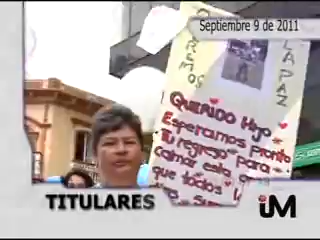 Septiembre 9 de 2011
QUEREMOS
LA PAZ
QUERIDO HIJO
ESPERAMOS PRONTO
TU REGRESO PARA
CALMAR ESTA
QUE TODOS
TITULARES
iM